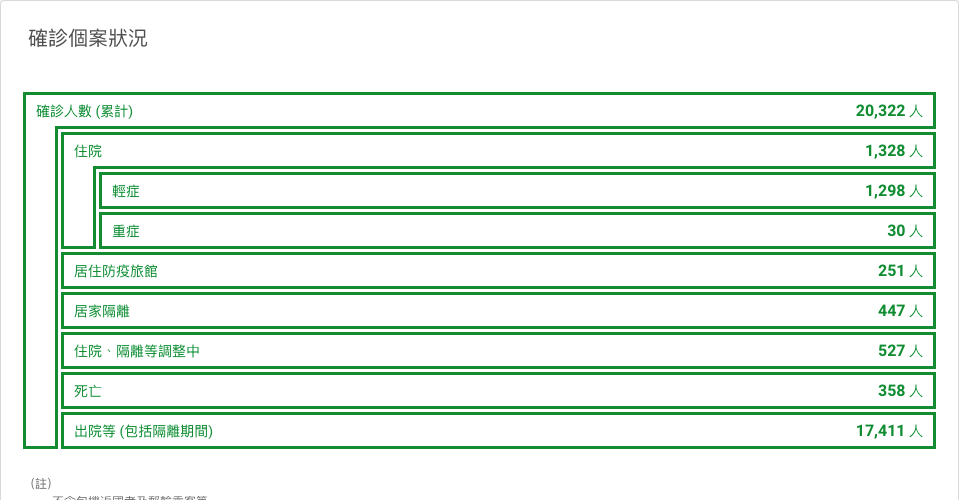 確診個案狀況
確診人數 (累計) 20,322 人
住院 1,328 人
輕症 1,298 人
重症 30 人
居住防疫旅館 251 人
居家隔離 447 人
住院、隔離等調整中 527 人
死亡 358 人
出院等 (包括隔離期間) 17,411 人
(註)